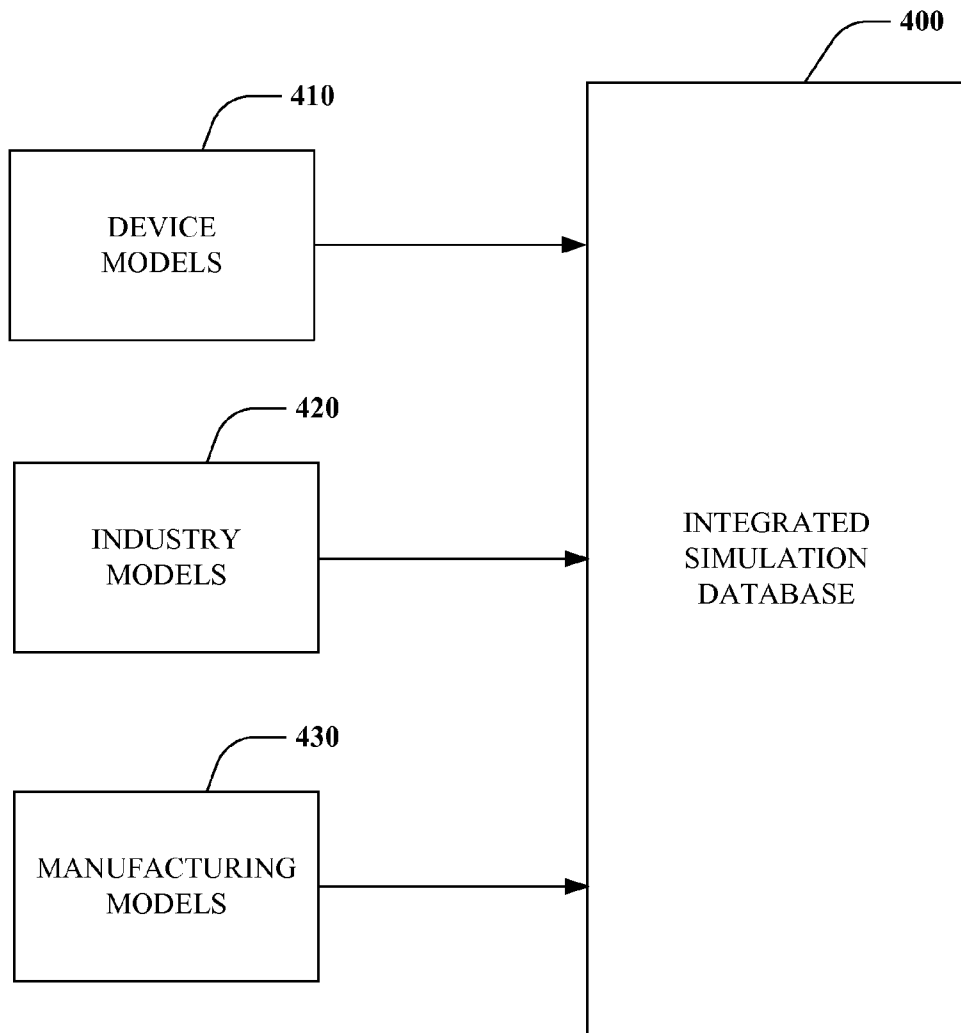 400
410
DEVICE
MODELS
420
INDUSTRY
MODELS
INTEGRATED
SIMULATION
DATABASE
430
MANUFACTURING
MODELS